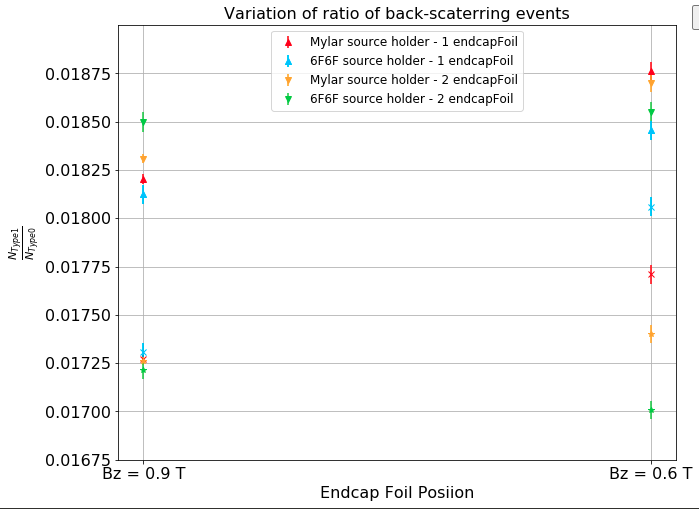 Variation of ratio of back-scaterring events
Mylar source holder - 1 endcapFoil
6F6F source holder - 1 endcapFoil
Mylar source holder - 2 endcapFoil
6F6F source holder - 2 endcapFoil
0.01875
0.01850
0.01825
0.01800
0.01775
0.01750
0.01725
0.01700
0.01675
N_Type1
N_Type0
Bz = 0.9 T
Bz = 0.6 T
Endcap Foil Posiion